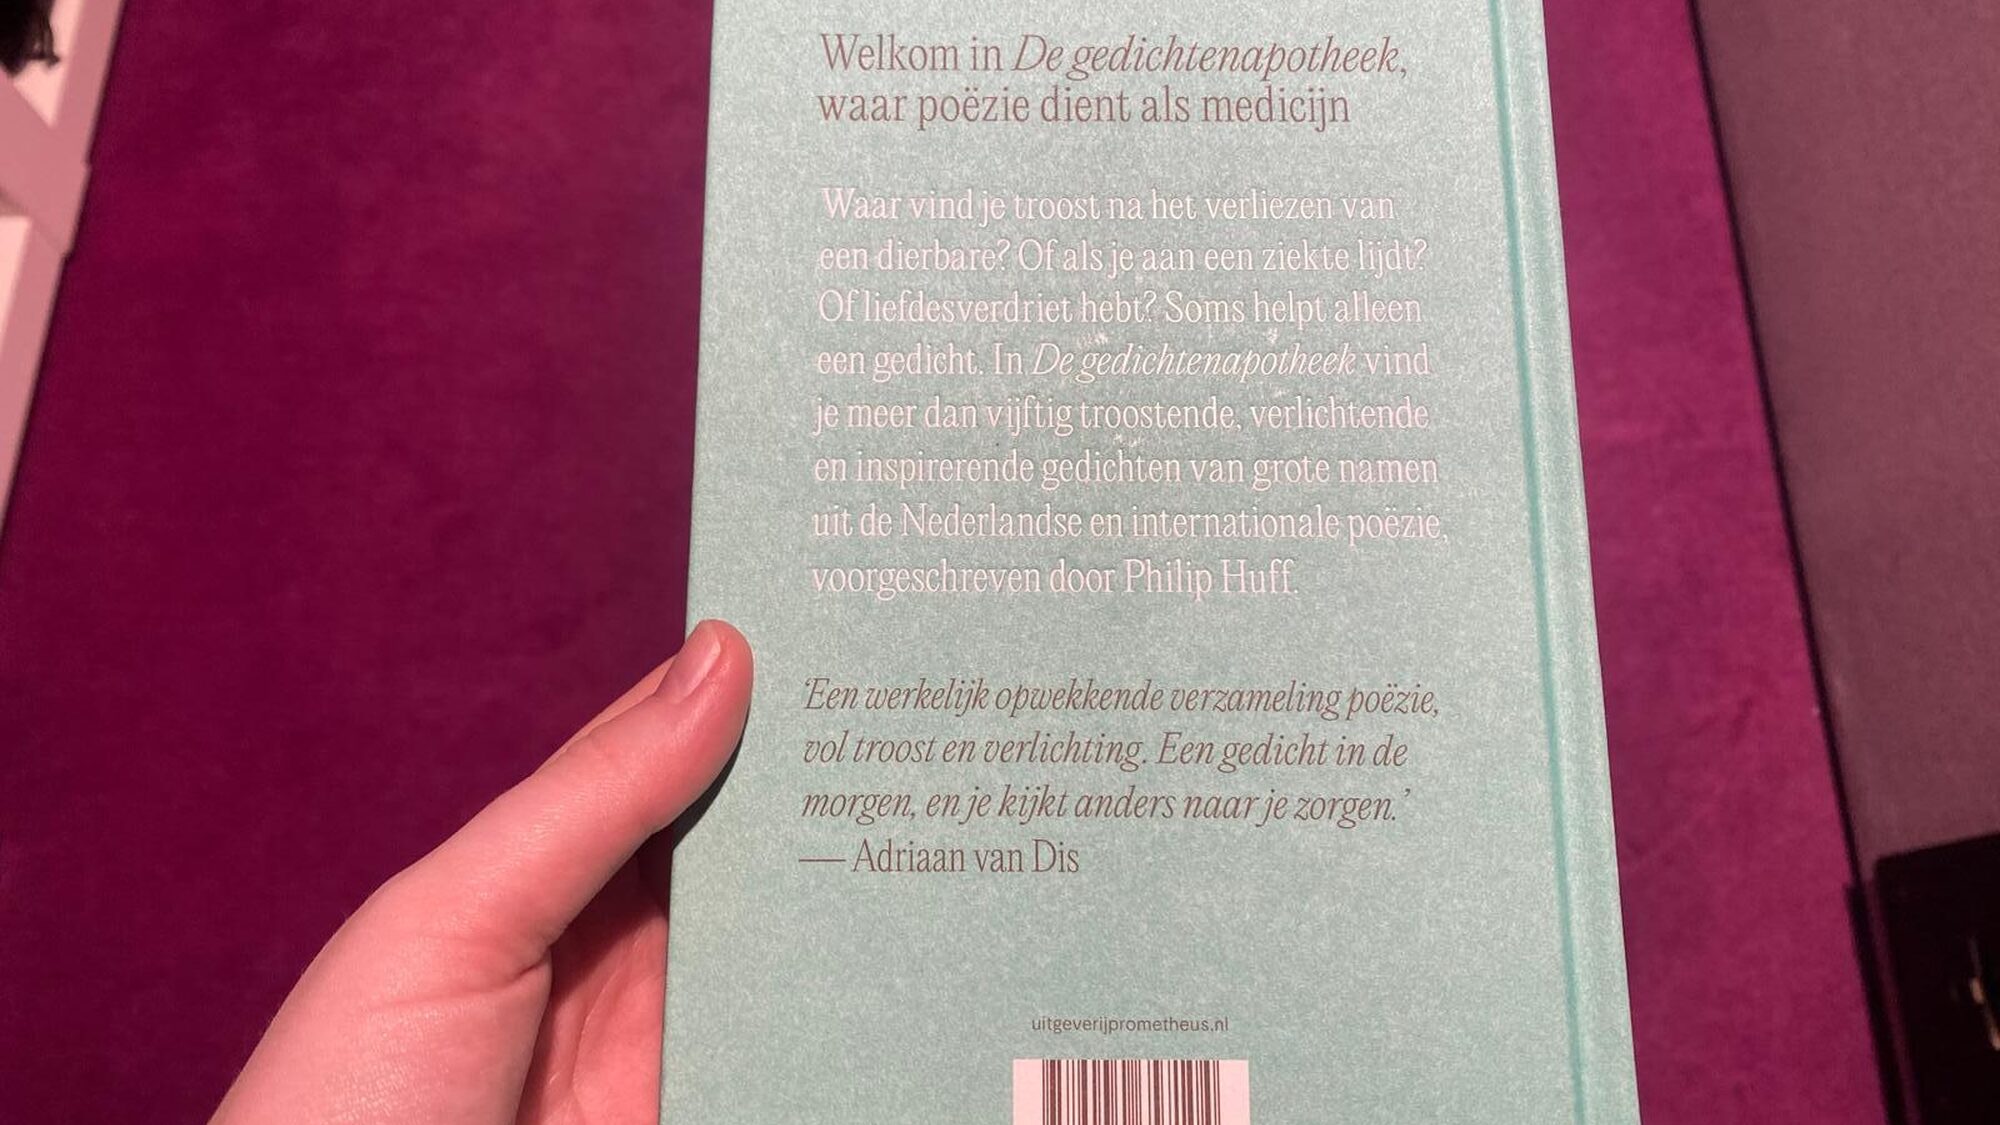 Welkom in De gedichtenapotheek,
waar poëzie dient als medicijn
Waar vind je troost na het verliezen van
een dierbare? Of als je aan een ziekte lijdt?
Of liefdesverdriet hebt? Soms helpt alleen
een gedicht. In De gedichtenapotheek vind
je meer dan vijftig troostende, verlichtende
en inspirerende gedichten van grote namen
uit de Nederlandse en internationale poëzie,
voorgeschreven door Philip Huff.
‘Een werkelijk opwekkende verzameling poëzie,
vol troost en verlichting. Een gedicht in de
morgen, en je kijkt anders naar je zorgen.’
— Adriaan van Dis
uitgeverijprometheus.nl